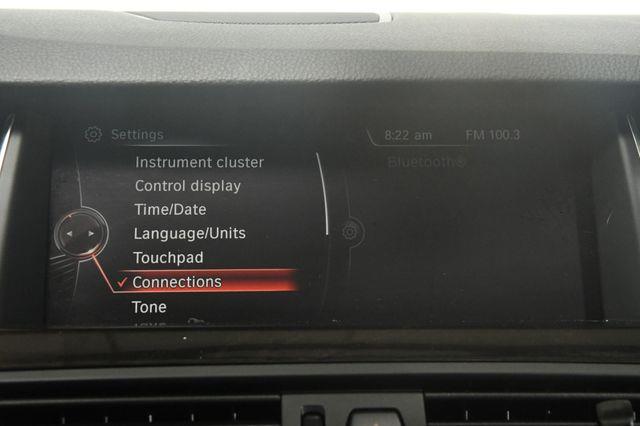 Settings
8:22 am FM 100.3
Instrument cluster
Bluetooth®
Control display
Time/Date
Language/Units
Touchpad
Connections
Tone